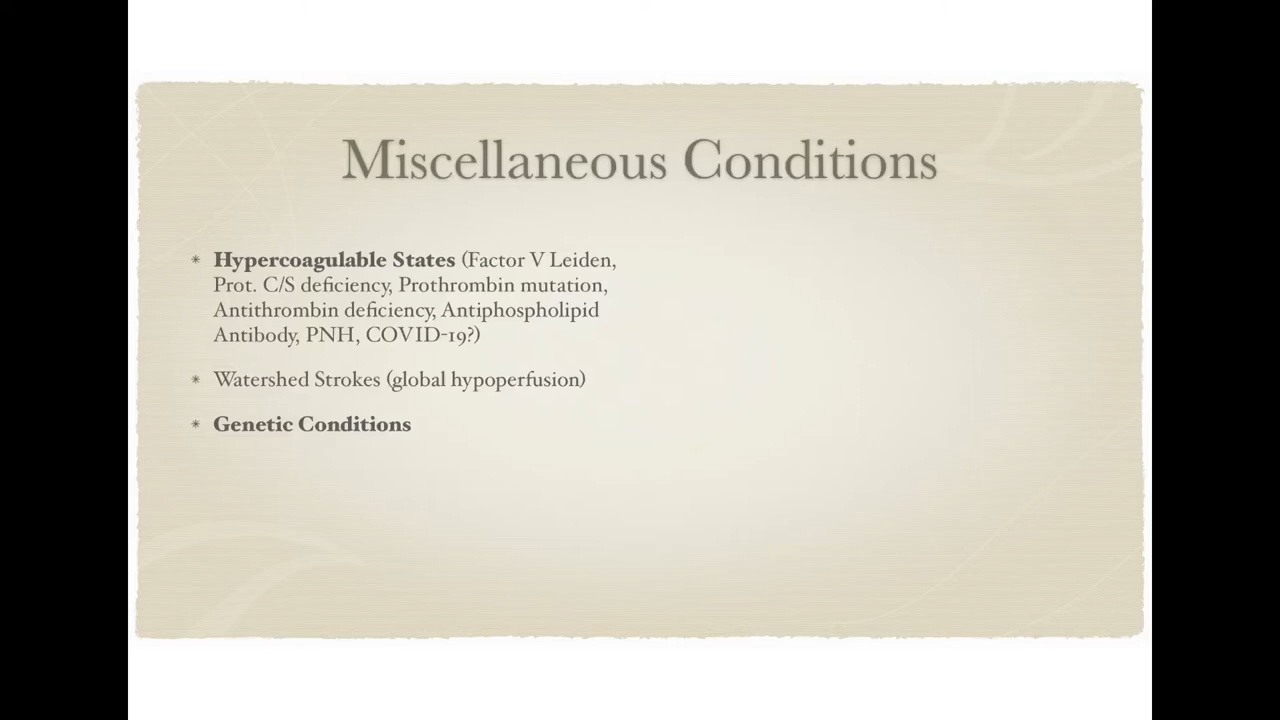 Miscellaneous Conditions
* Hypercoagulable States (Factor V Leiden,
Prot. C/S deficiency, Prothrombin mutation,
Antithrombin deficiency, Antiphospholipid
Antibody, PNH, COVID-19?)
* Watershed Strokes (global hypoperfusion)
* Genetic Conditions